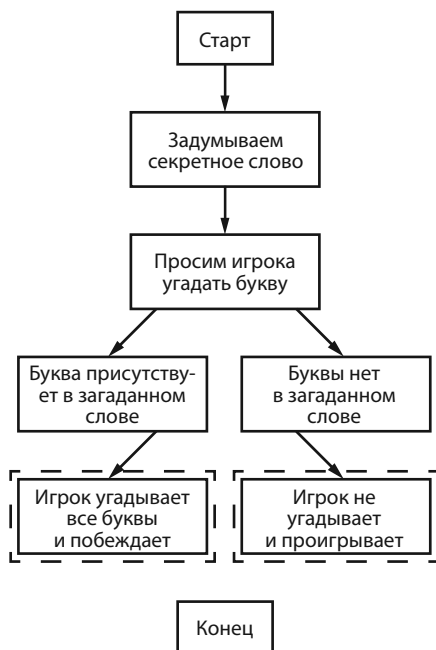 Старт
Задумываем
секретное слово
Просим игрока
угадать букву
Буква присутству-
ет в загаданном
слове
Буквы нет
в загаданном
слове
Игрок угадывает
все буквы
и побеждает
Игрок не
угадывает
и проигрывает
Конец